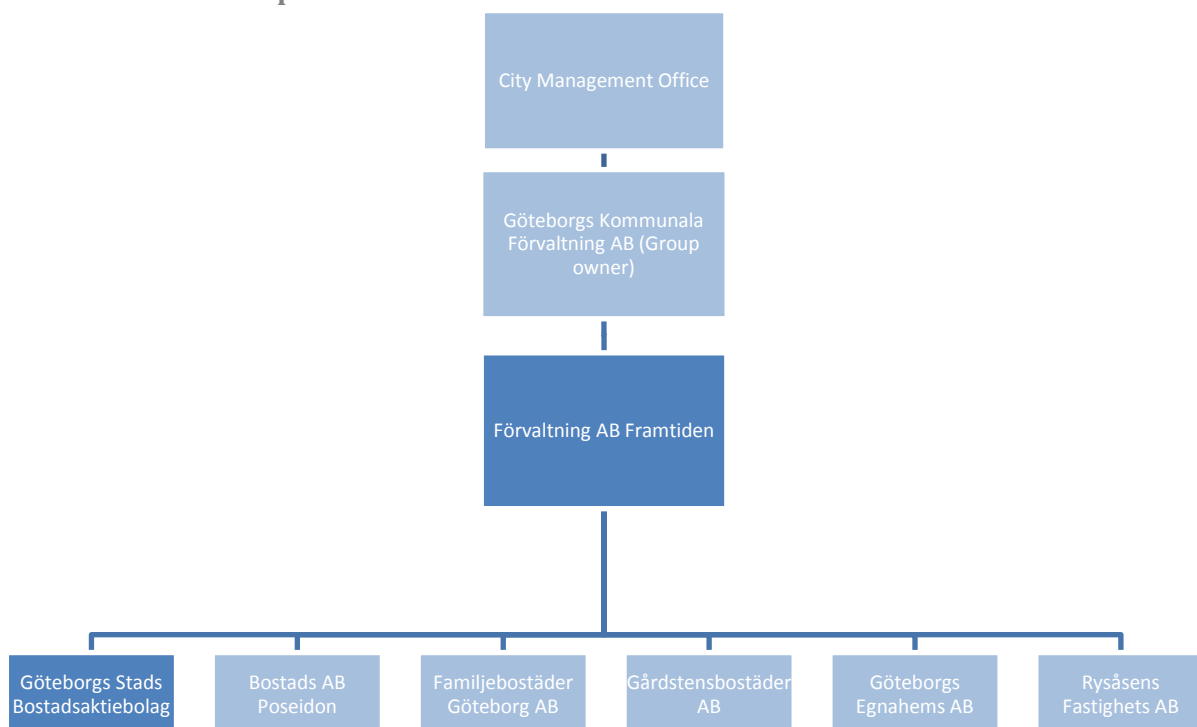 City Management Office
Göteborgs Kommunala
Förvaltning AB (Group
owner)
Förvaltning AB Framtiden
Göteborgs Stads
Bostadsaktiebolag
Bostads AB
Poseidon
Familjebostäder
Göteborg AB
Gårdstensbostäder
AB
Göteborgs
Egnahems AB
Rysåsens
Fastighets AB